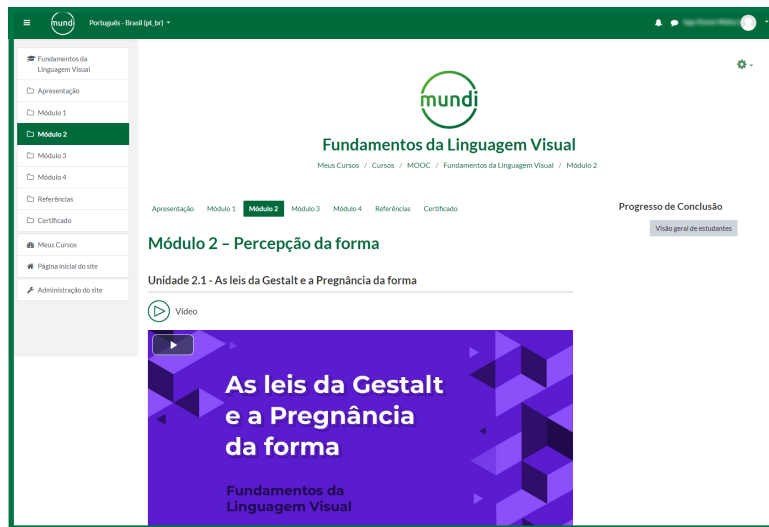 mundi
Português - Brasil (pt_br)
Fundamentos da
Linguagem Visual
Apresentação
Módulo 1
Módulo 2
Módulo 3
Módulo 4
Referências
Certificado
Meus Cursos
Página inicial do site
Administração do site
mundi
Fundamentos da Linguagem Visual
Meus Cursos / Cursos / MOOC / Fundamentos da Linguagem Visual / Módulo 2
Apresentação Módulo 1 Módulo 2 Módulo 3 Módulo 4 Referências Certificado
Módulo 2 – Percepção da forma
Unidade 2.1 - As leis da Gestalt e a Pregnância da forma
Vídeo
As leis da Gestalt
e a Pregnância
da forma
Fundamentos da
Linguagem Visual
Progresso de Conclusão
Visão geral de estudantes